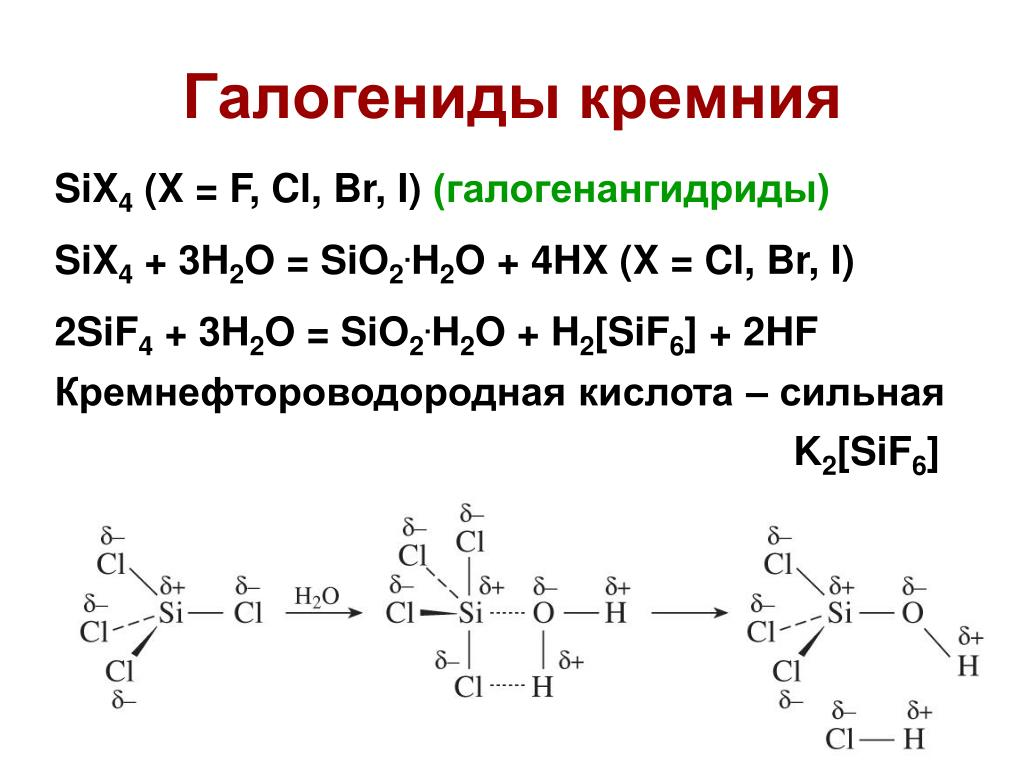 Галогениды кремния
SiX₄ (X = F, Cl, Br, I) (галогенангидриды)
SiX₄ + 3H₂O = SiO₂·H₂O + 4HX (X = Cl, Br, I)
2SiF₄ + 3H₂O = SiO₂·H₂O + H₂[SiF₆] + 2HF
Кремнефтороводородная кислота – сильная
K₂[SiF₆]
δ– δ– δ– δ–
Cl Cl Cl Cl
δ– δ+ δ– H₂O δ– δ+ δ– δ+ δ– δ+ δ–
Cl Si Cl Cl Si O H Cl Si O
Cl δ– δ+ Cl δ+
δ– Cl H δ– H
δ– δ+
Cl H